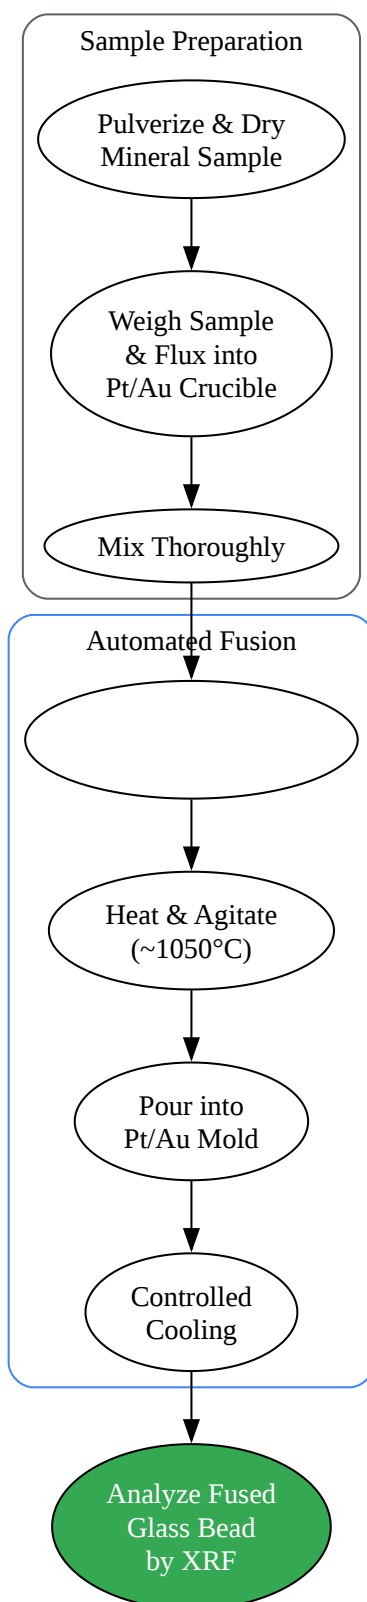 Sample Preparation
Pulverize & Dry
Mineral Sample
Weigh Sample
& Flux into
Pt/Au Crucible
Mix Thoroughly
Automated Fusion
Heat & Agitate
(~1050°C)
Pour into
Pt/Au Mold
Controlled
Cooling
Analyze Fused
Glass Bead
by XRF